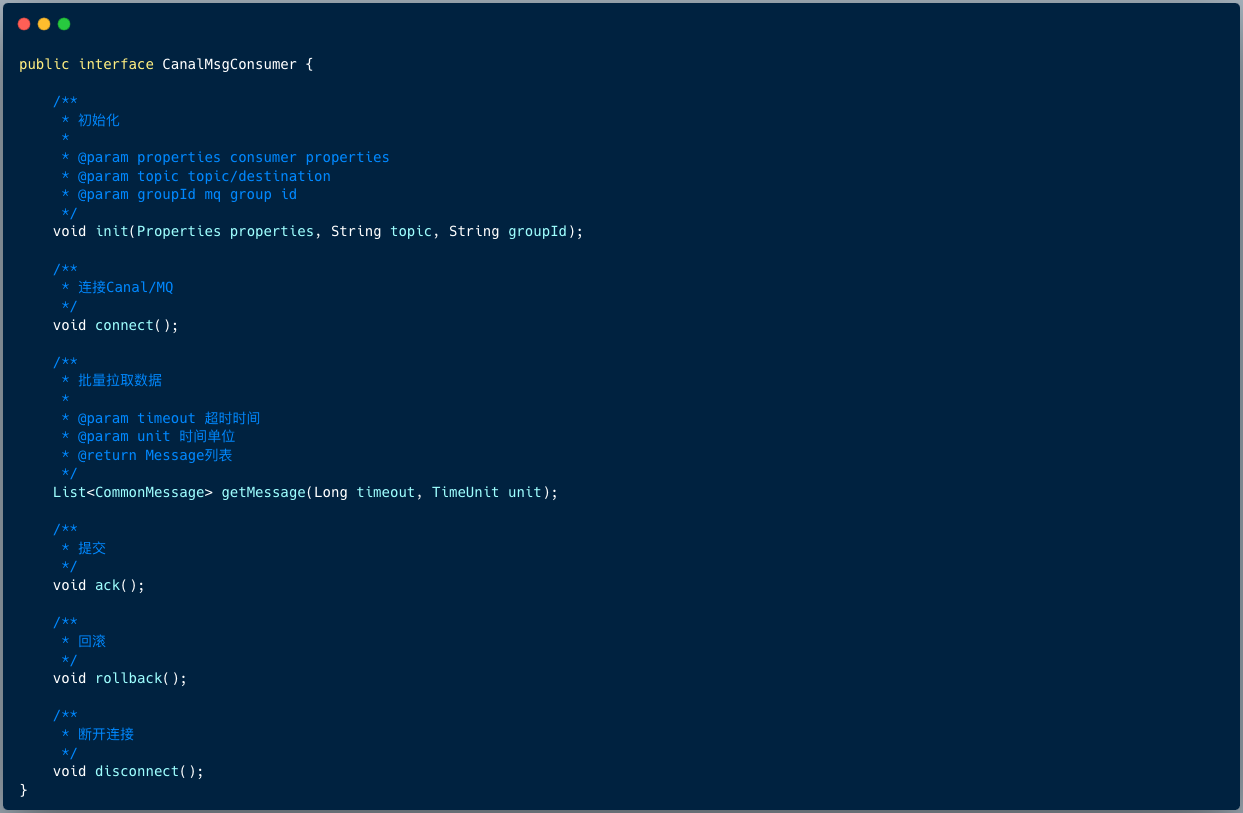 public interface CanalMsgConsumer {

    /**
     * 初始化
     *
     * @param properties consumer properties
     * @param topic topic/destination
     * @param groupId mq group id
     */
    void init(Properties properties, String topic, String groupId);

    /**
     * 连接Canal/MQ
     */
    void connect();

    /**
     * 批量拉取数据
     *
     * @param timeout 超时时间
     * @param unit 时间单位
     * @return Message列表
     */
    List<CommonMessage> getMessage(Long timeout, TimeUnit unit);

    /**
     * 提交
     */
    void ack();

    /**
     * 回滚
     */
    void rollback();

    /**
     * 断开连接
     */
    void disconnect();
}